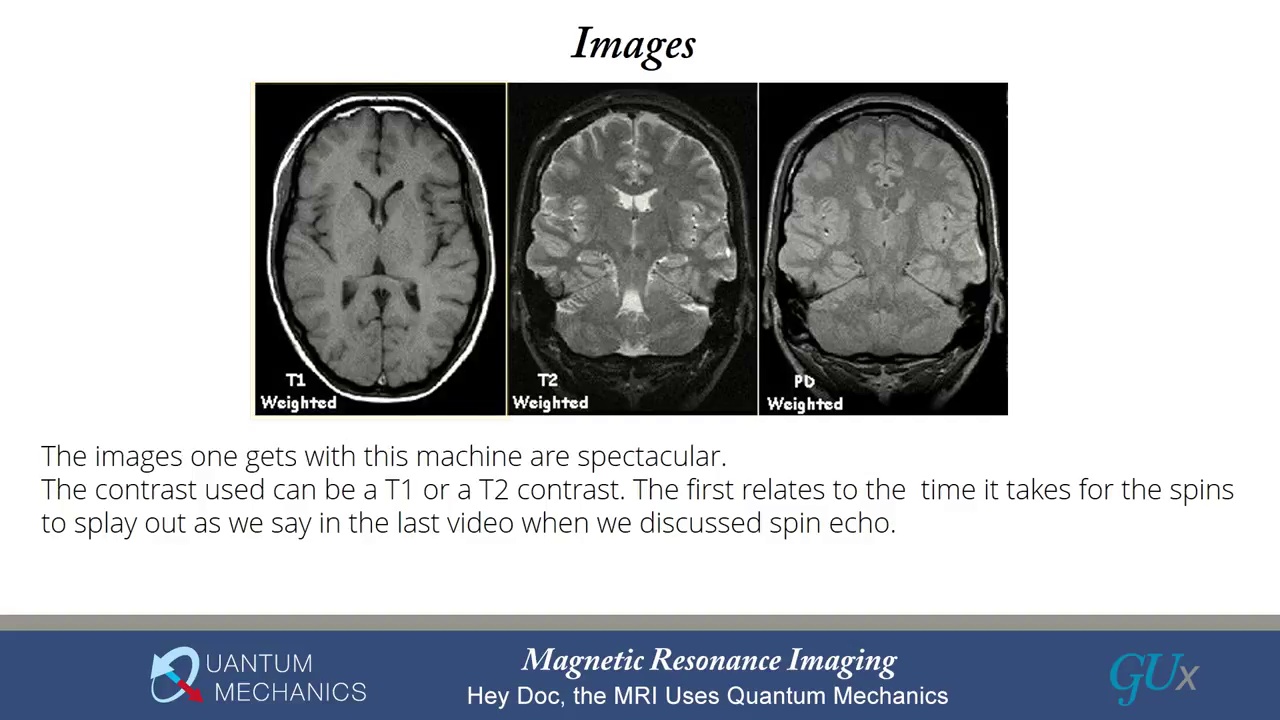 Images
T1
Weighted
T2
Weighted
PD
Weighted
The images one gets with this machine are spectacular.
The contrast used can be a T1 or a T2 contrast. The first relates to the  time it takes for the spins
to splay out as we say in the last video when we discussed spin echo.
QUANTUM
MECHANICS
Magnetic Resonance Imaging
Hey Doc, the MRI Uses Quantum Mechanics
GUx